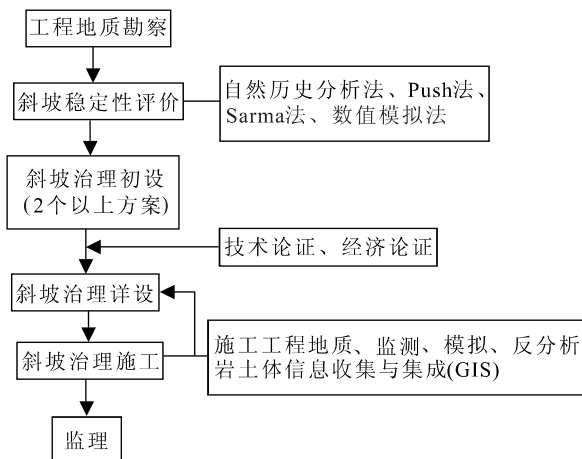 工程地质勘察
斜坡稳定性评价
自然历史分析法、Push法、
Sarma法、数值模拟法
斜坡治理初设
(2个以上方案)
技术论证、经济论证
斜坡治理详设
斜坡治理施工
施工工程地质、监测、模拟、反分析
岩土体信息收集与集成(GIS)
监理